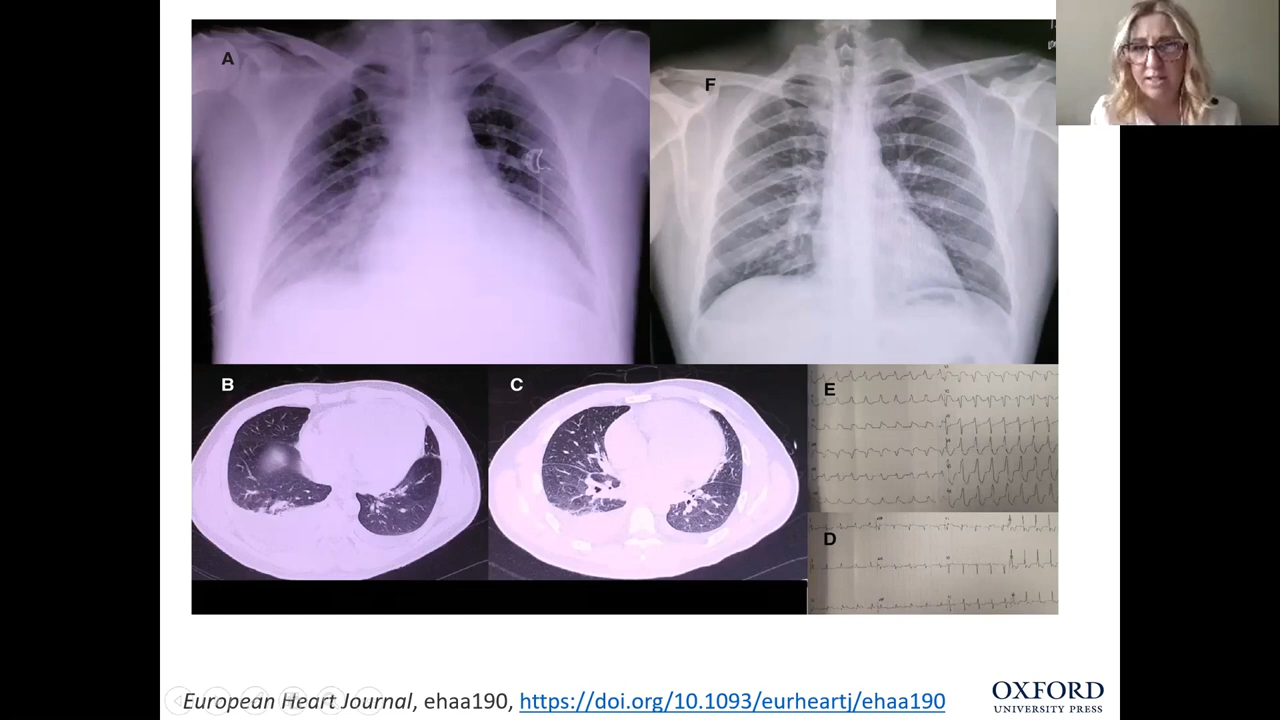 A
F
B
C
E
D
European Heart Journal, ehaa190, https://doi.org/10.1093/eurheartj/ehaa190
OXFORD
UNIVERSITY PRESS